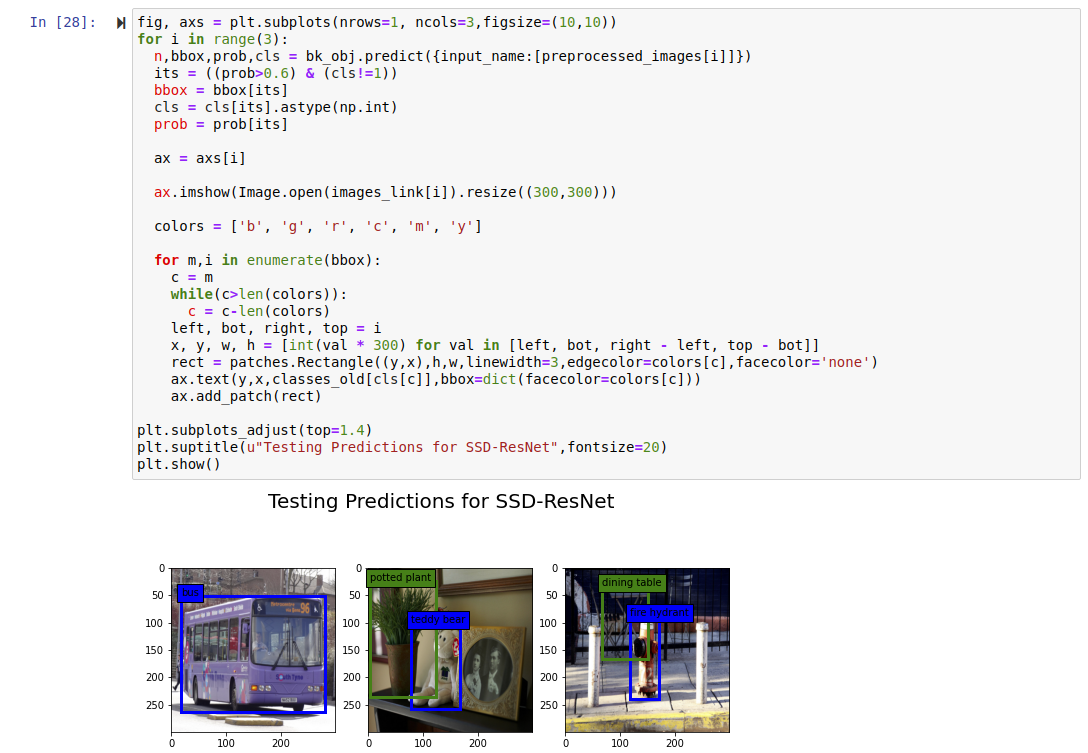 In [28]:
fig, axs = plt.subplots(nrows=1, ncols=3,figsize=(10,10))
for i in range(3):
  n,bbox,prob,cls = bk_obj.predict({input_name:[preprocessed_images[i]]})
  its = ((prob>0.6) & (cls!=1))
  bbox = bbox[its]
  cls = cls[its].astype(np.int)
  prob = prob[its]
  ax = axs[i]
  ax.imshow(Image.open(images_link[i]).resize((300,300)))
  colors = ['b', 'g', 'r', 'c', 'm', 'y']
  for m,i in enumerate(bbox):
    c = m
    while(c>len(colors)):
      c = c-len(colors)
    left, bot, right, top = i
    x, y, w, h = [int(val * 300) for val in [left, bot, right - left, top - bot]]
    rect = patches.Rectangle((y,x),h,w,linewidth=3,edgecolor=colors[c],facecolor='none')
    ax.text(y,x,classes_old[cls[c]],bbox=dict(facecolor=colors[c]))
    ax.add_patch(rect)
plt.subplots_adjust(top=1.4)
plt.suptitle(u"Testing Predictions for SSD-ResNet",fontsize=20)
plt.show()
Testing Predictions for SSD-ResNet
0
50
100
150
200
250
0 100 200
bus
96
0
50
100
150
200
250
0 100 200
potted plant
teddy bear
0
50
100
150
200
250
0 100 200
dining table
fire hydrant